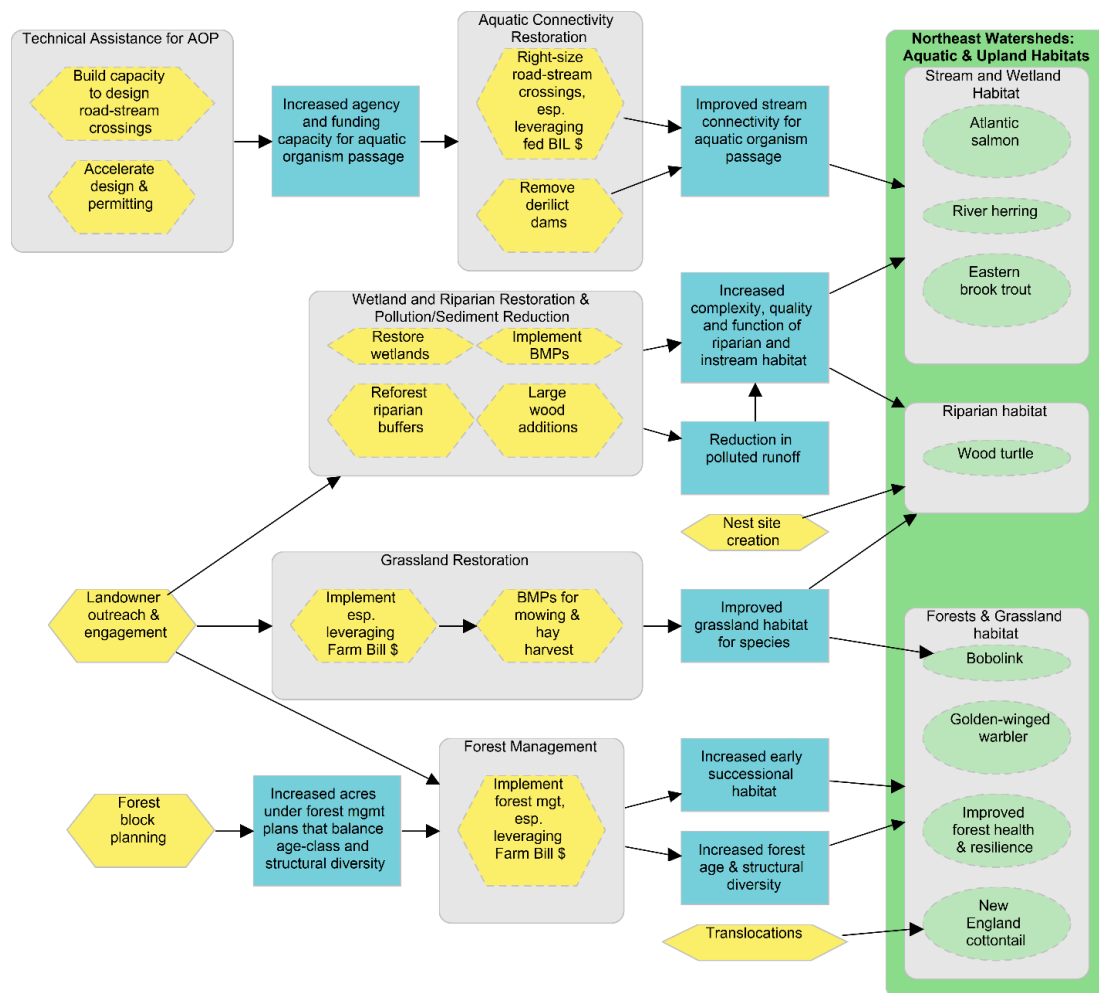 Technical Assistance for AOP
Build capacity
to design
road-stream
crossings
Accelerate
design &
permitting
Increased agency
and funding
capacity for aquatic
organism passage
Aquatic Connectivity
Restoration
Right-size
road-stream
crossings,
esp.
leveraging
fed BIL $
Remove
derilict
dams
Improved stream
connectivity for
aquatic organism
passage
Northeast Watersheds:
Aquatic & Upland Habitats
Stream and Wetland
Habitat
Atlantic
salmon
River herring
Eastern
brook trout
Wetland and Riparian Restoration &
Pollution/Sediment Reduction
Restore
wetlands
Implement
BMPs
Reforest
riparian
buffers
Large
wood
additions
Increased
complexity, quality
and function of
riparian and
instream habitat
Reduction in
polluted runoff
Riparian habitat
Wood turtle
Nest site
creation
Landowner
outreach &
engagement
Grassland Restoration
Implement
esp.
leveraging
Farm Bill $
BMPs for
mowing &
hay
harvest
Improved
grassland habitat
for species
Forests & Grassland
habitat
Bobolink
Golden-winged
warbler
Improved
forest health
& resilience
New
England
cottontail
Forest
block
planning
Increased acres
under forest mgmt
plans that balance
age-class and
structural diversity
Forest Management
Implement
forest mgt,
esp.
leveraging
Farm Bill $
Increased early
successional
habitat
Increased forest
age & structural
diversity
Translocations